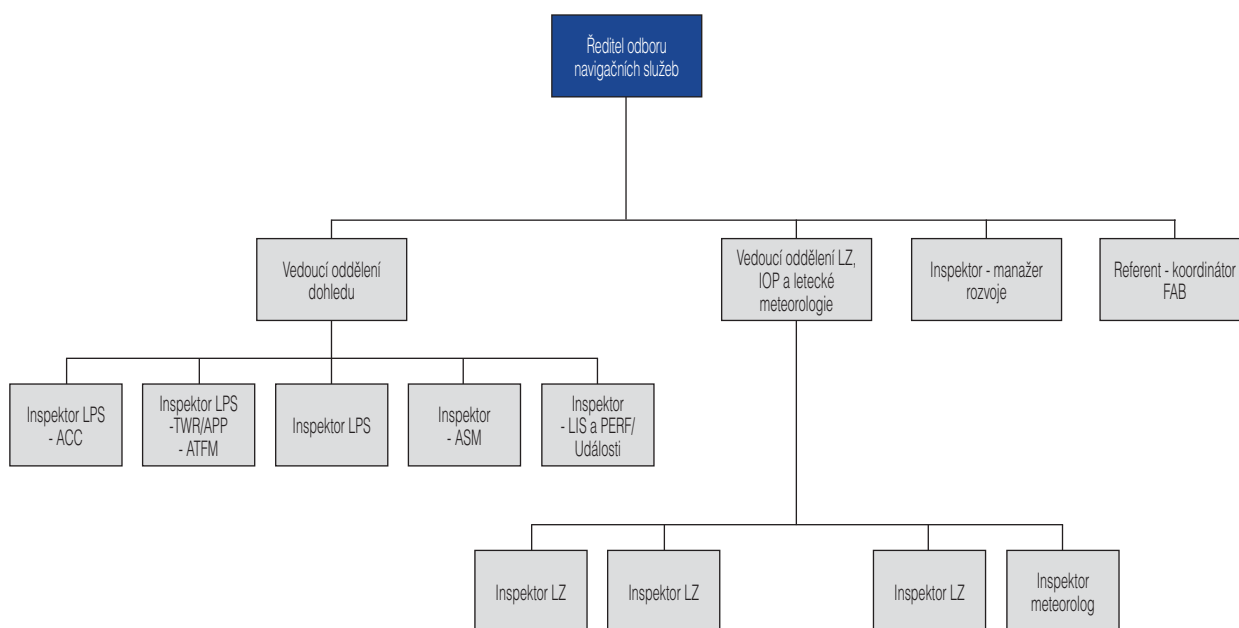 Ředitel odboru
navigačních služeb
Vedoucí oddělení
dohledu
Vedoucí oddělení LZ,
IOP a letecké
meteorologie
Inspektor - manažer
rozvoje
Referent - koordinátor
FAB
Inspektor LPS
- ACC
Inspektor LPS
-TWR/APP
- ATFM
Inspektor LPS
Inspektor
- ASM
Inspektor
- LIS a PERF/
Události
Inspektor LZ
Inspektor LZ
Inspektor LZ
Inspektor
meteorolog